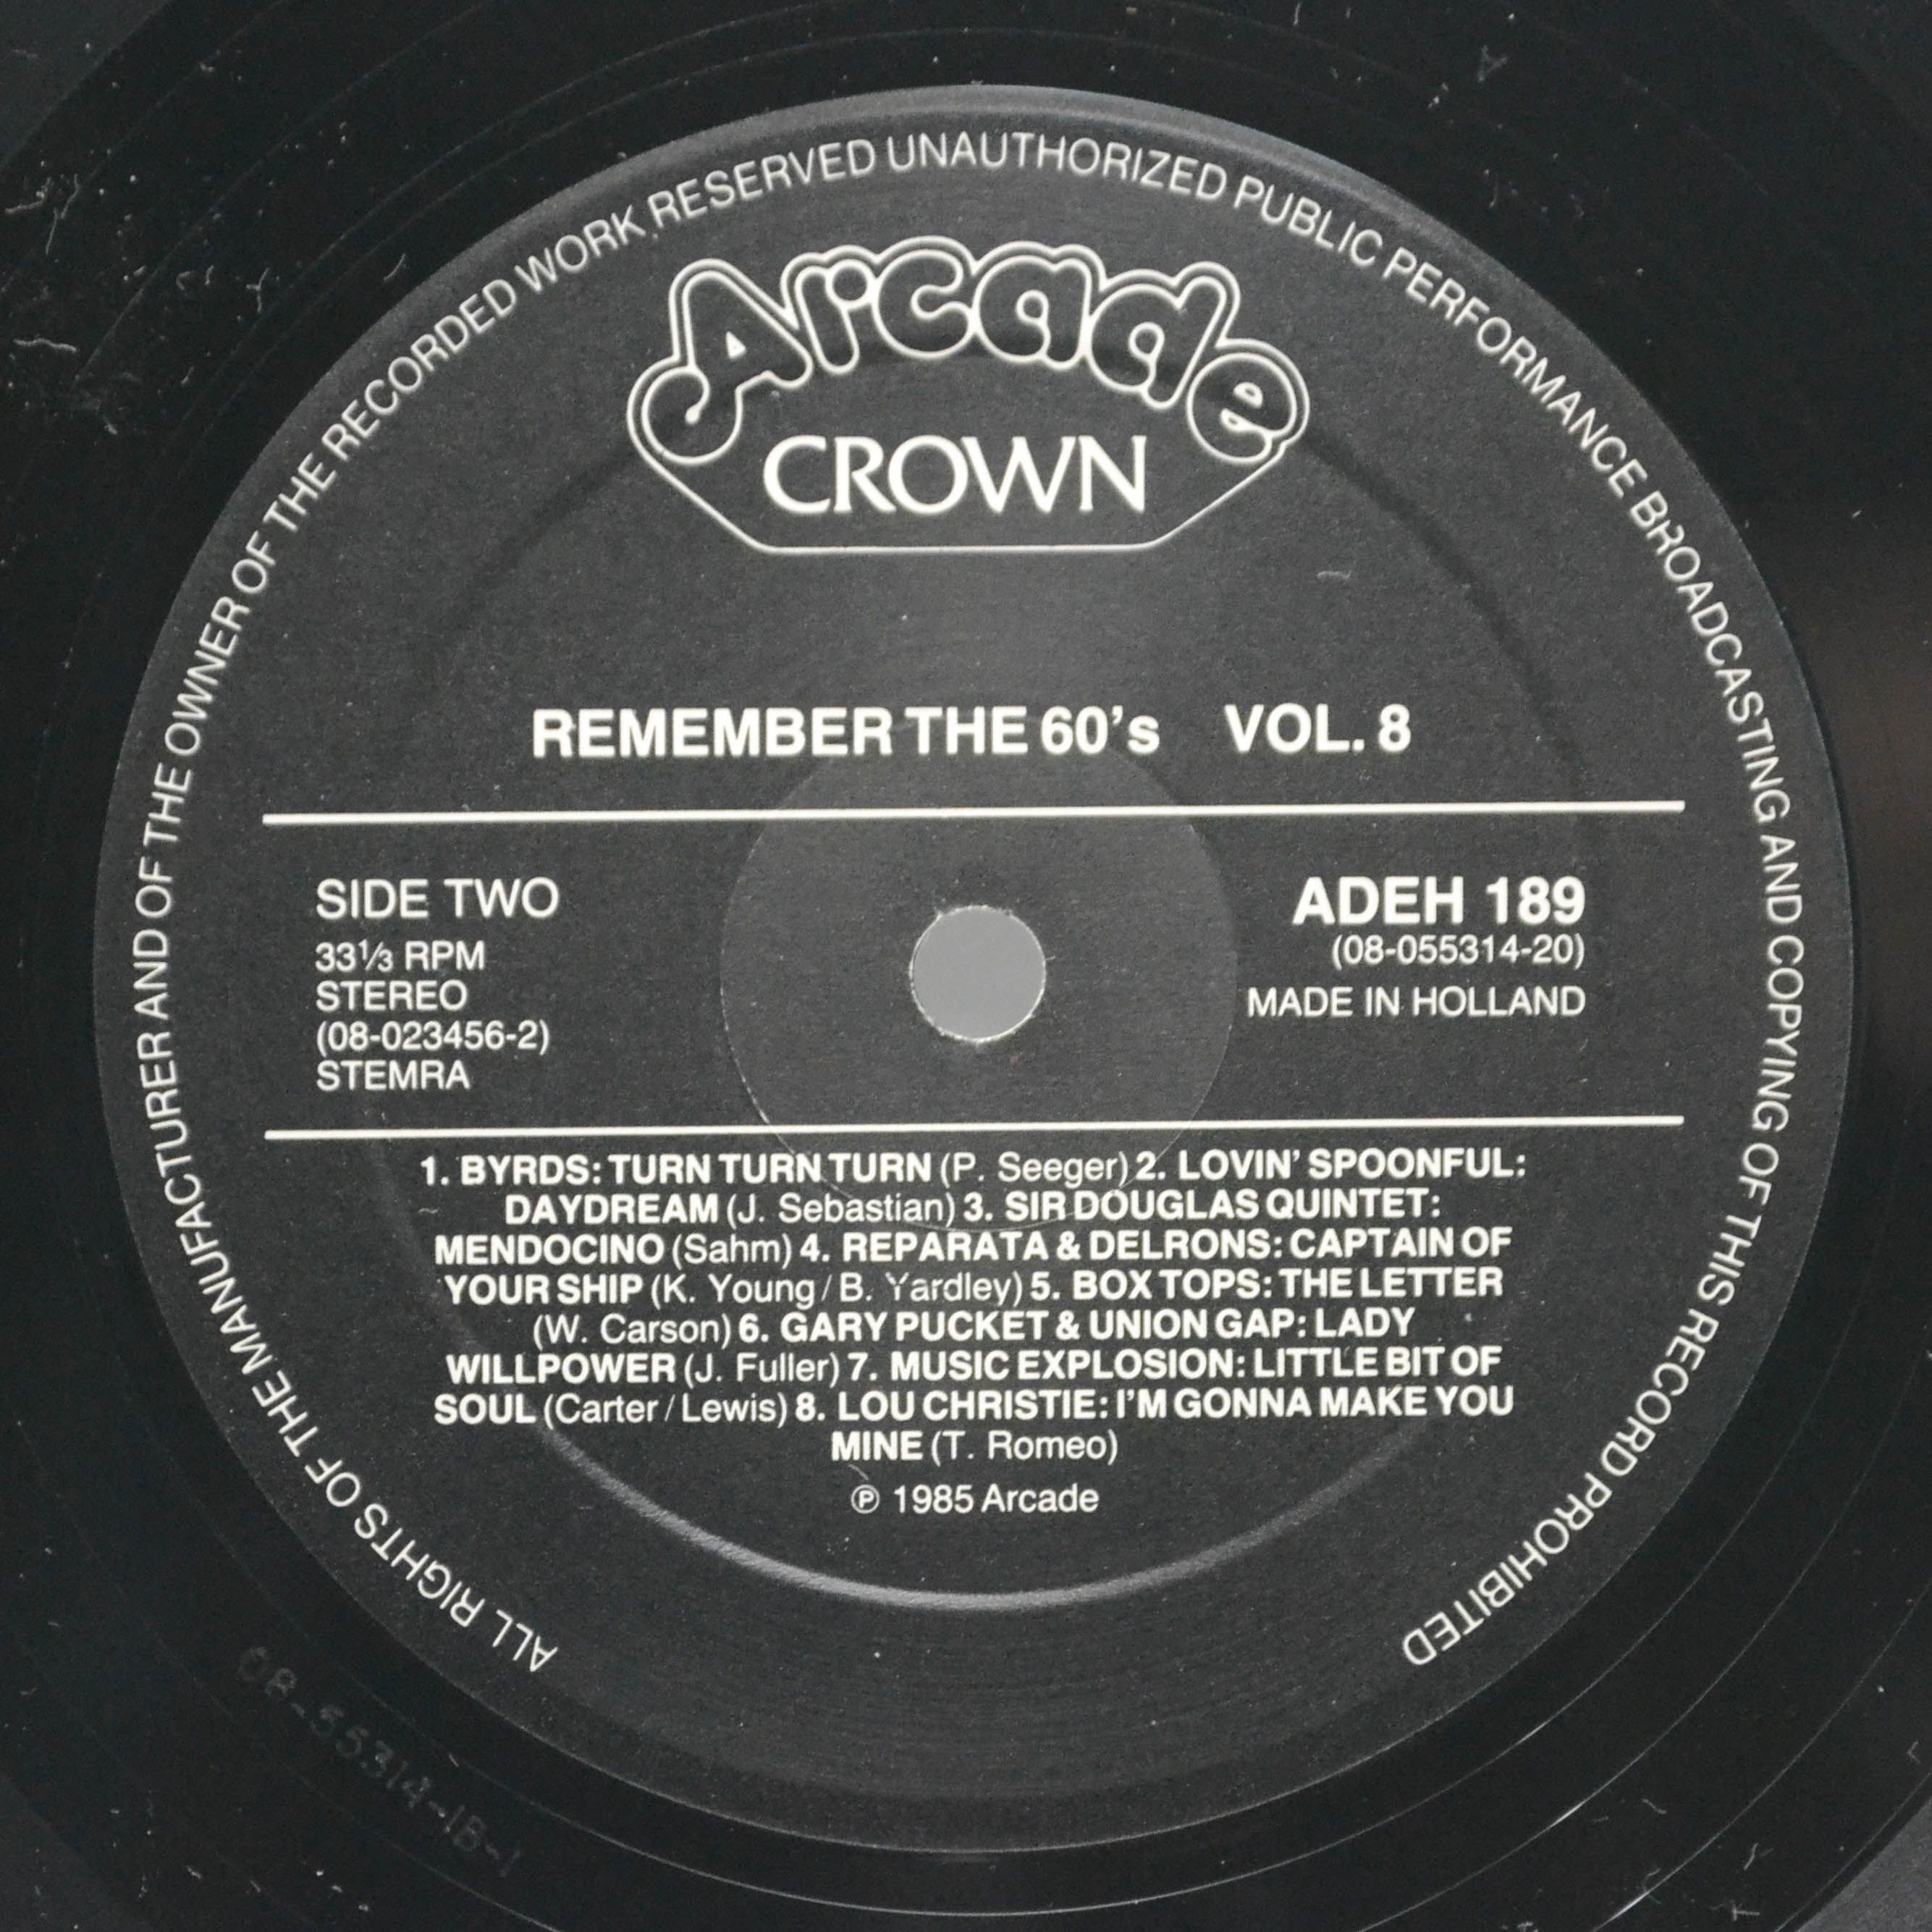 ALL RIGHTS OF THE MANUFACTURER AND OF THE OWNER OF THE RECORDED WORK RESERVED UNAUTHORIZED PUBLIC PERFORMANCE BROADCASTING AND COPYING OF THIS RECORD PROHIBITED
Arcade
CROWN
REMEMBER THE 60's VOL. 8
SIDE TWO
33⅓ RPM
STEREO
(08-023456-2)
STEMRA
ADEH 189
(08-055314-20)
MADE IN HOLLAND
1. BYRDS: TURN TURN TURN (P. Seeger) 2. LOVIN' SPOONFUL:
DAYDREAM (J. Sebastian) 3. SIR DOUGLAS QUINTET:
MENDOCINO (Sahm) 4. REPARATA & DELRONS: CAPTAIN OF
YOUR SHIP (K. Young / B. Yardley) 5. BOX TOPS: THE LETTER
(W. Carson) 6. GARY PUCKET & UNION GAP: LADY
WILLPOWER (J. Fuller) 7. MUSIC EXPLOSION: LITTLE BIT OF
SOUL (Carter / Lewis) 8. LOU CHRISTIE: I'M GONNA MAKE YOU
MINE (T. Romeo)
℗ 1985 Arcade
08-55314-1B-1